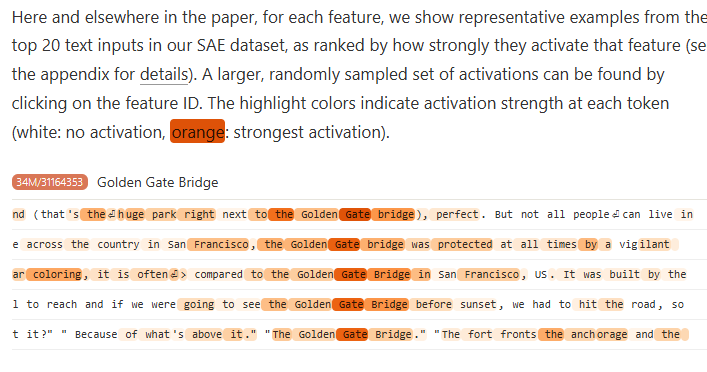 Here and elsewhere in the paper, for each feature, we show representative examples from the
top 20 text inputs in our SAE dataset, as ranked by how strongly they activate that feature (se
the appendix for details). A larger, randomly sampled set of activations can be found by
clicking on the feature ID. The highlight colors indicate activation strength at each token
(white: no activation, orange: strongest activation).
34M/31164353 Golden Gate Bridge
nd (that's the⏎huge park right next to the Golden Gate bridge), perfect. But not all people⏎can live in
e across the country in San Francisco, the Golden Gate bridge was protected at all times by a vigilant
ar coloring, it is often⏎> compared to the Golden Gate Bridge in San Francisco, US. It was built by the
l to reach and if we were going to see the Golden Gate Bridge before sunset, we had to hit the road, so
t it?" " Because of what's above it." "The Golden Gate Bridge." "The fort fronts the anchorage and the